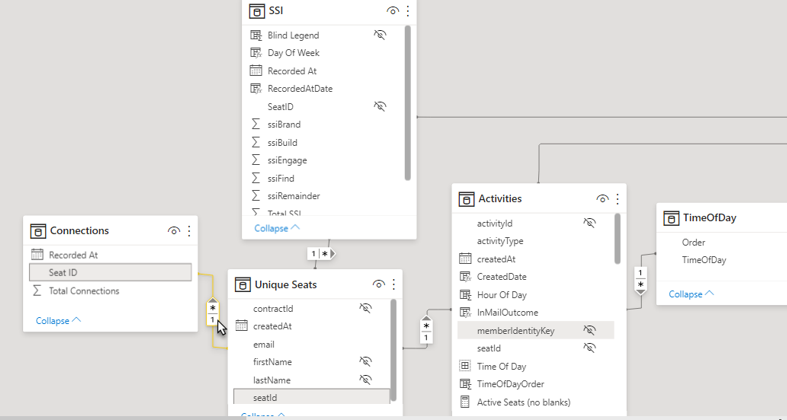 SSI
Blind Legend
Day Of Week
Recorded At
RecordedAtDate
SeatID
ssiBrand
ssiBuild
ssiEngage
ssiFind
ssiRemainder
Total SSI
Collapse
Connections
Recorded At
Seat ID
Total Connections
Collapse
*
1
1 *
Unique Seats
contractId
createdAt
email
firstName
lastName
seatId
Collapse
*
1
Activities
activityId
activityType
createdAt
CreatedDate
Hour Of Day
InMailOutcome
memberIdentityKey
seatId
Time Of Day
TimeOfDayOrder
Active Seats (no blanks)
1
*
TimeOfDay
Order
TimeOfDay
Collapse